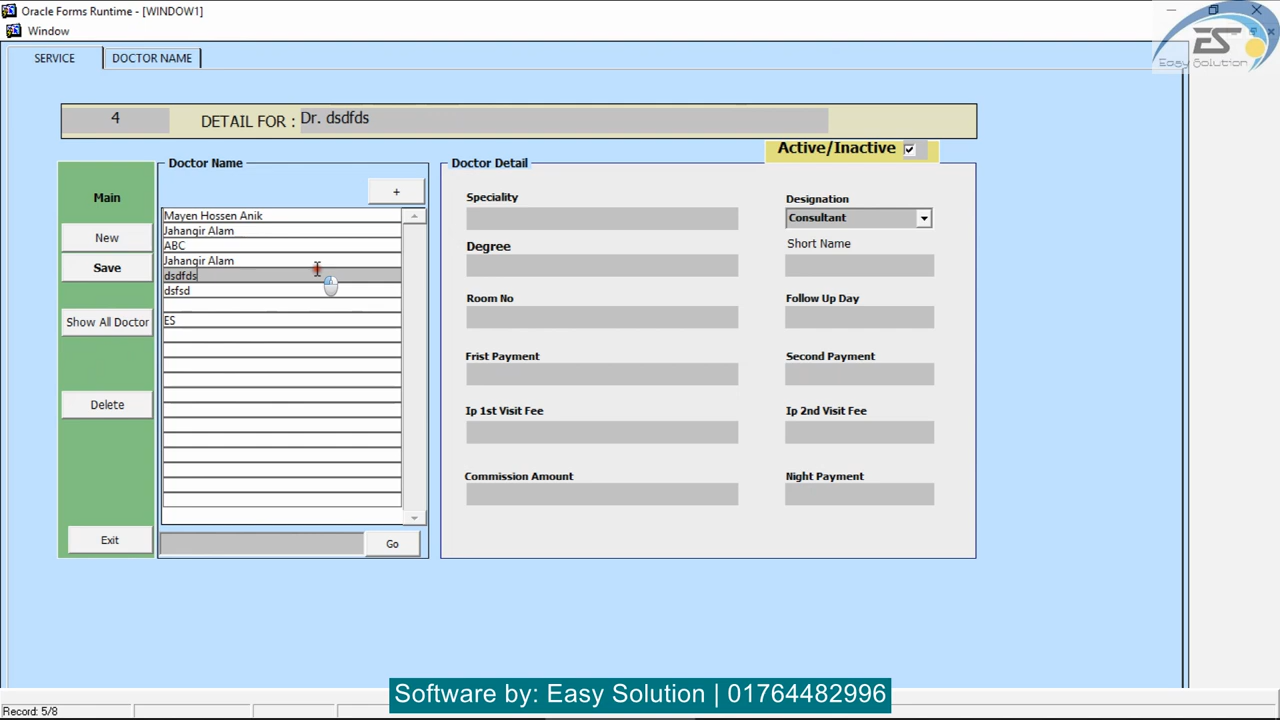 Oracle Forms Runtime - [WINDOW1]
Window
ES
Easy Solution
SERVICE
DOCTOR NAME
4
DETAIL FOR :
Dr. dsdfds
Active/Inactive
Main
New
Save
Show All Doctor
Delete
Exit
Doctor Name
+
Mayen Hossen Anik
Jahangir Alam
ABC
Jahangir Alam
dsdfds
dsfsd
ES
Go
Doctor Detail
Speciality
Designation
Consultant
Degree
Short Name
Room No
Follow Up Day
Frist Payment
Second Payment
Ip 1st Visit Fee
Ip 2nd Visit Fee
Commission Amount
Night Payment
Software by: Easy Solution | 01764482996
Record: 5/8